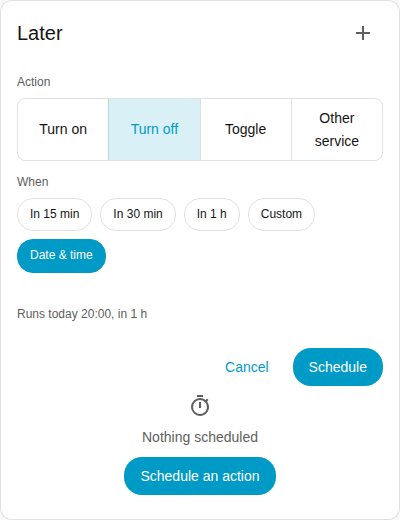 Later
Action
Turn on
Turn off
Toggle
Other
service
When
In 15 min
In 30 min
In 1 h
Custom
Date & time
Runs today 20:00, in 1 h
Cancel
Schedule
Nothing scheduled
Schedule an action